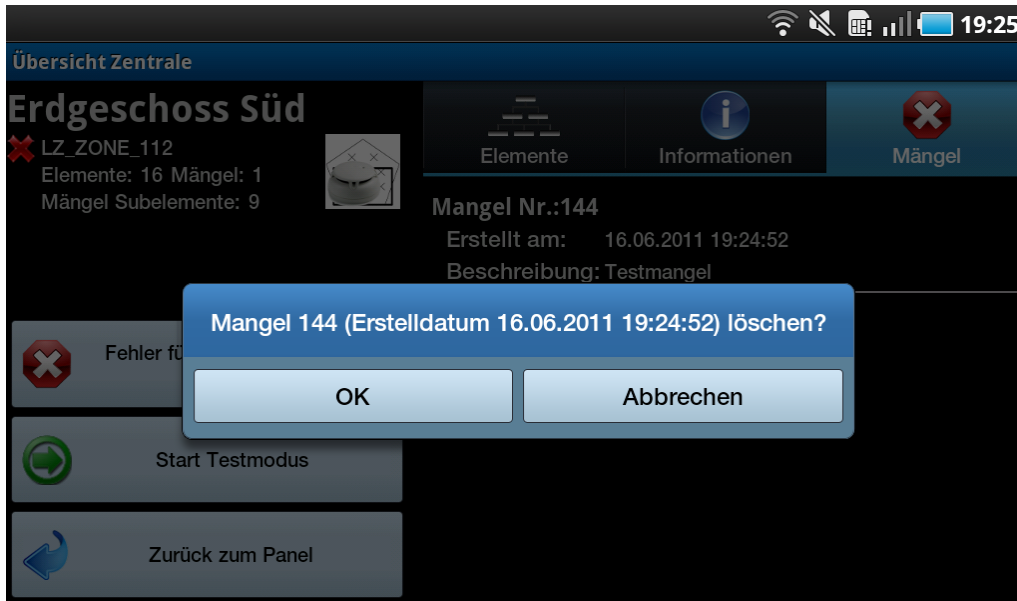 19:25
Übersicht Zentrale
Erdgeschoss Süd
LZ_ZONE_112
Elemente: 16 Mängel: 1
Mängel Subelemente: 9
Elemente
Informationen
Mängel
Mangel Nr.:144
Erstellt am: 16.06.2011 19:24:52
Beschreibung: Testmangel
Mangel 144 (Erstelldatum 16.06.2011 19:24:52) löschen?
OK
Abbrechen
Fehler fü
Start Testmodus
Zurück zum Panel